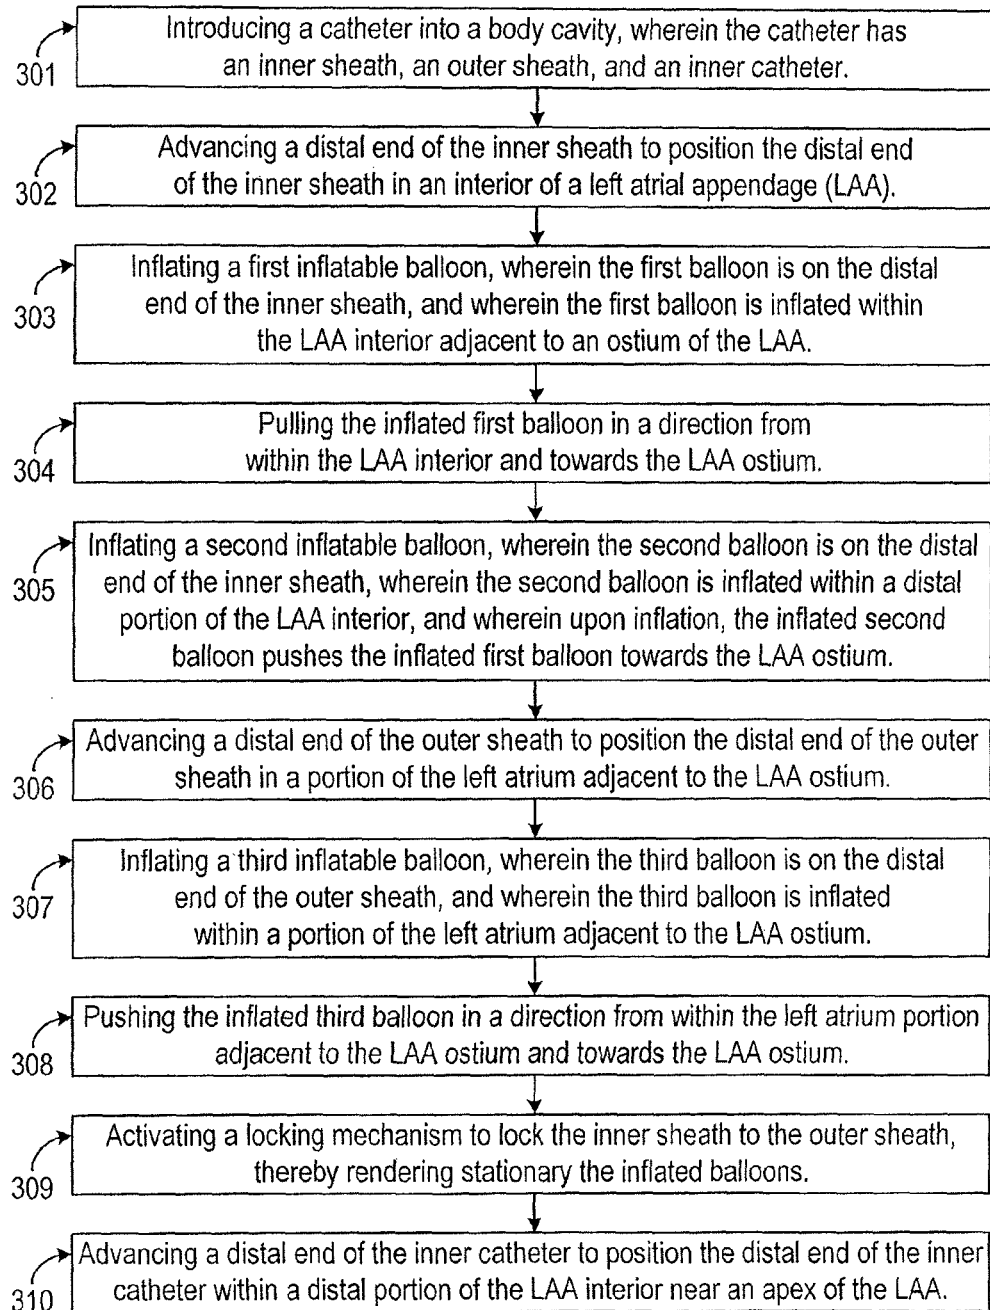 Introducing a catheter into a body cavity, wherein the catheter has
an inner sheath, an outer sheath, and an inner catheter.
301
Advancing a distal end of the inner sheath to position the distal end
of the inner sheath in an interior of a left atrial appendage (LAA).
302
Inflating a first inflatable balloon, wherein the first balloon is on the distal
end of the inner sheath, and wherein the first balloon is inflated within
the LAA interior adjacent to an ostium of the LAA.
303
Pulling the inflated first balloon in a direction from
within the LAA interior and towards the LAA ostium.
304
Inflating a second inflatable balloon, wherein the second balloon is on the distal
end of the inner sheath, wherein the second balloon is inflated within a distal
portion of the LAA interior, and wherein upon inflation, the inflated second
balloon pushes the inflated first balloon towards the LAA ostium.
305
Advancing a distal end of the outer sheath to position the distal end of the outer
sheath in a portion of the left atrium adjacent to the LAA ostium.
306
Inflating a third inflatable balloon, wherein the third balloon is on the distal
end of the outer sheath, and wherein the third balloon is inflated
within a portion of the left atrium adjacent to the LAA ostium.
307
Pushing the inflated third balloon in a direction from within the left atrium portion
adjacent to the LAA ostium and towards the LAA ostium.
308
Activating a locking mechanism to lock the inner sheath to the outer sheath,
thereby rendering stationary the inflated balloons.
309
Advancing a distal end of the inner catheter to position the distal end of the inner
catheter within a distal portion of the LAA interior near an apex of the LAA.
310